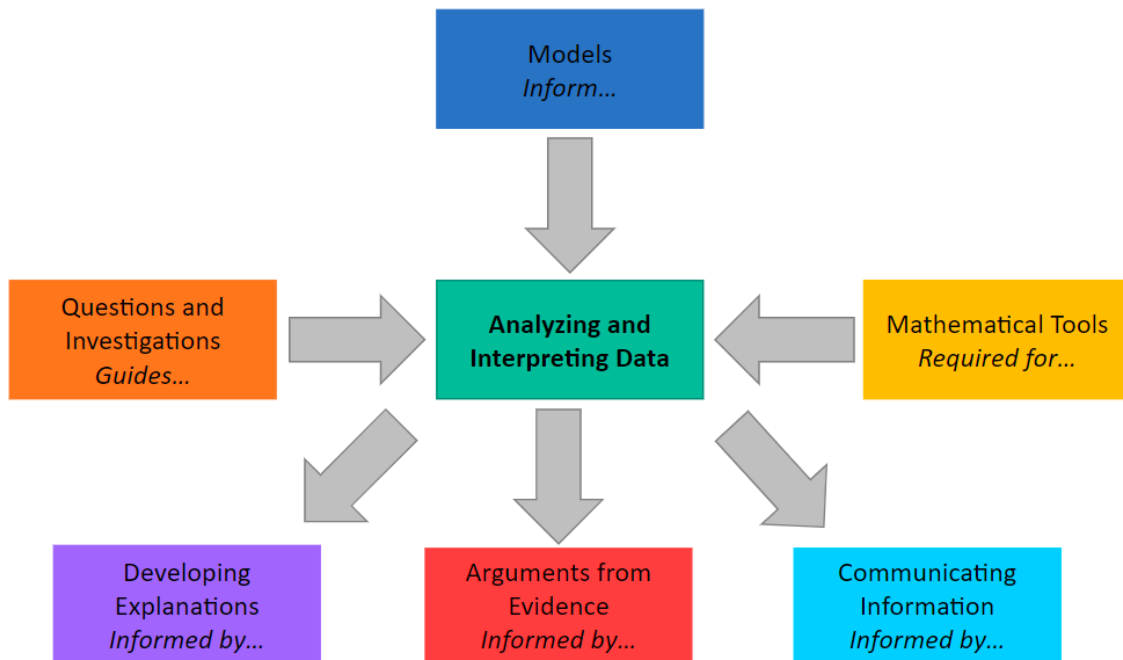 Models
Inform...
Questions and
Investigations
Guides...
Analyzing and
Interpreting Data
Mathematical Tools
Required for...
Developing
Explanations
Informed by...
Arguments from
Evidence
Informed by...
Communicating
Information
Informed by...